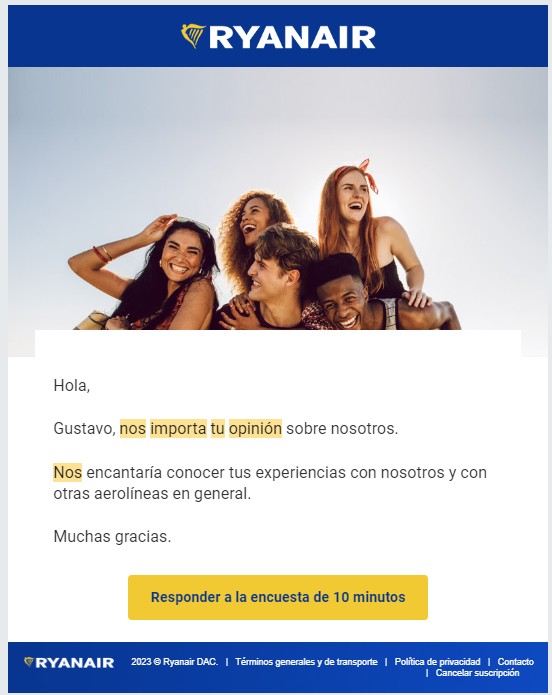 RYANAIR
Hola,
Gustavo, nos importa tu opinión sobre nosotros.
Nos encantaría conocer tus experiencias con nosotros y con
otras aerolíneas en general.
Muchas gracias.
Responder a la encuesta de 10 minutos
RYANAIR 2023 © Ryanair DAC. | Términos generales y de transporte | Política de privacidad | Contacto
| Cancelar suscripción